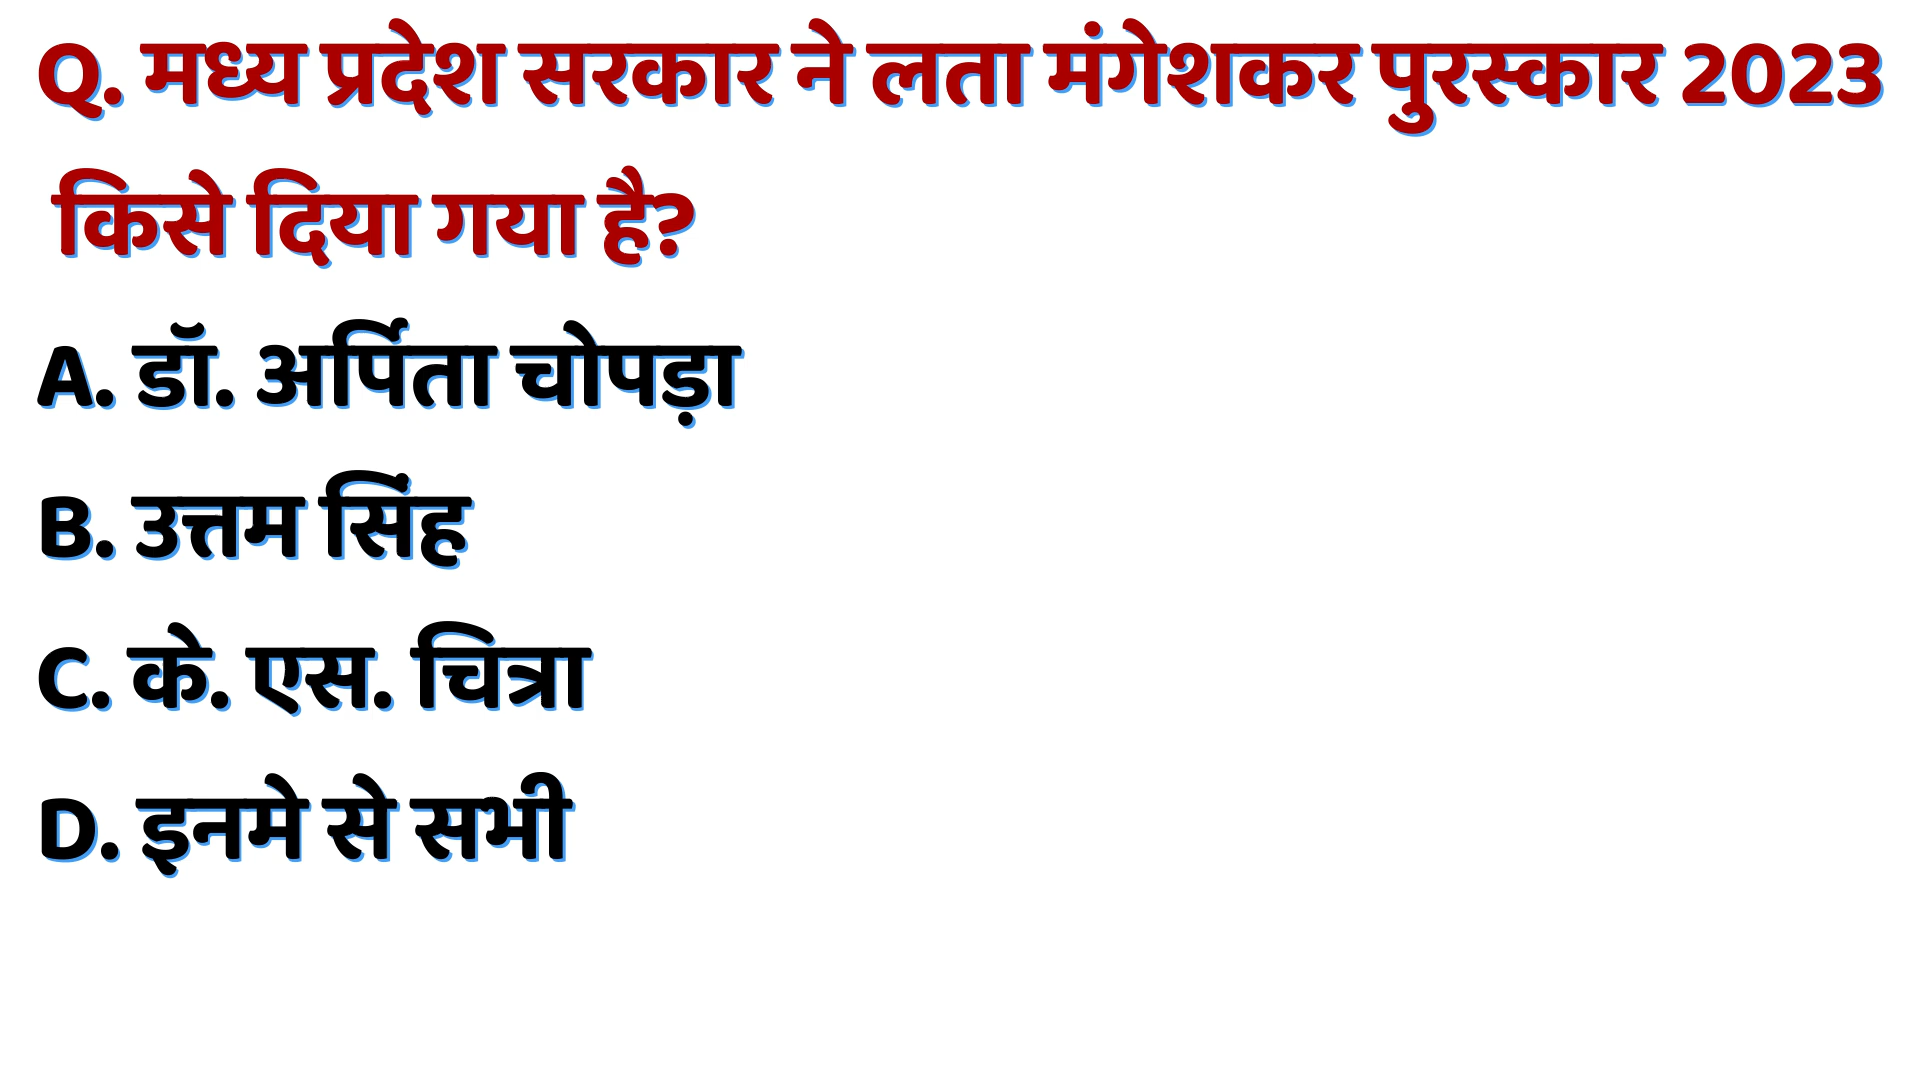 Q. मध्य प्रदेश सरकार ने लता मंगेशकर पुरस्कार 2023
किसे दिया गया है?
A. डॉ. अर्पिता चोपड़ा
B. उत्तम सिंह
C. के. एस. चित्रा
D. इनमे से सभी